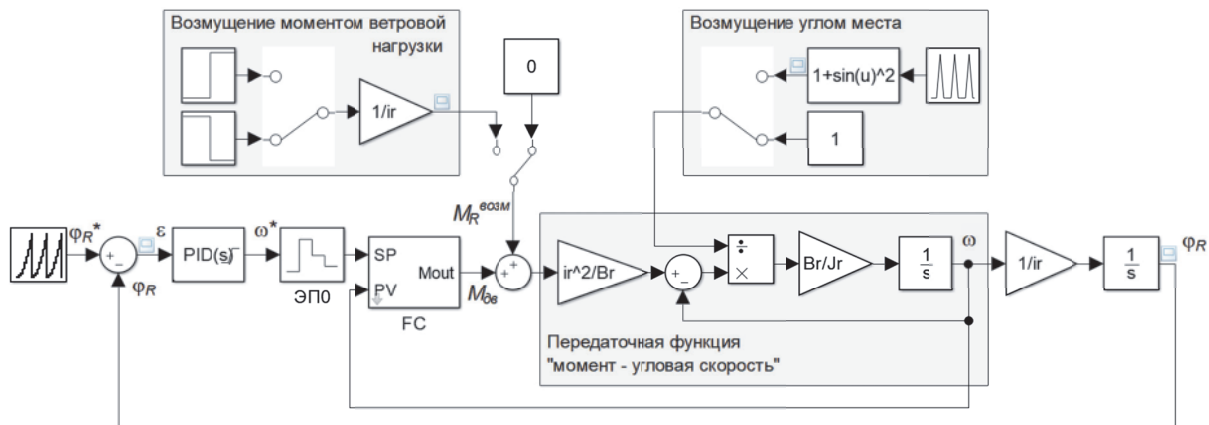 Возмущение моментом ветровой
нагрузки
1/ir
0
Возмущение углом места
1+sin(u)^2
1
M_R^возм
φ_R*
+
−
φ_R
ε
PID(s)
ω*
ЭП0
SP
PV
Mout
FC
M_дв
+
+
ir^2/Br
+
−
÷
×
Br/Jr
1
s
ω
1/ir
1
s
φ_R
Передаточная функция
"момент - угловая скорость"